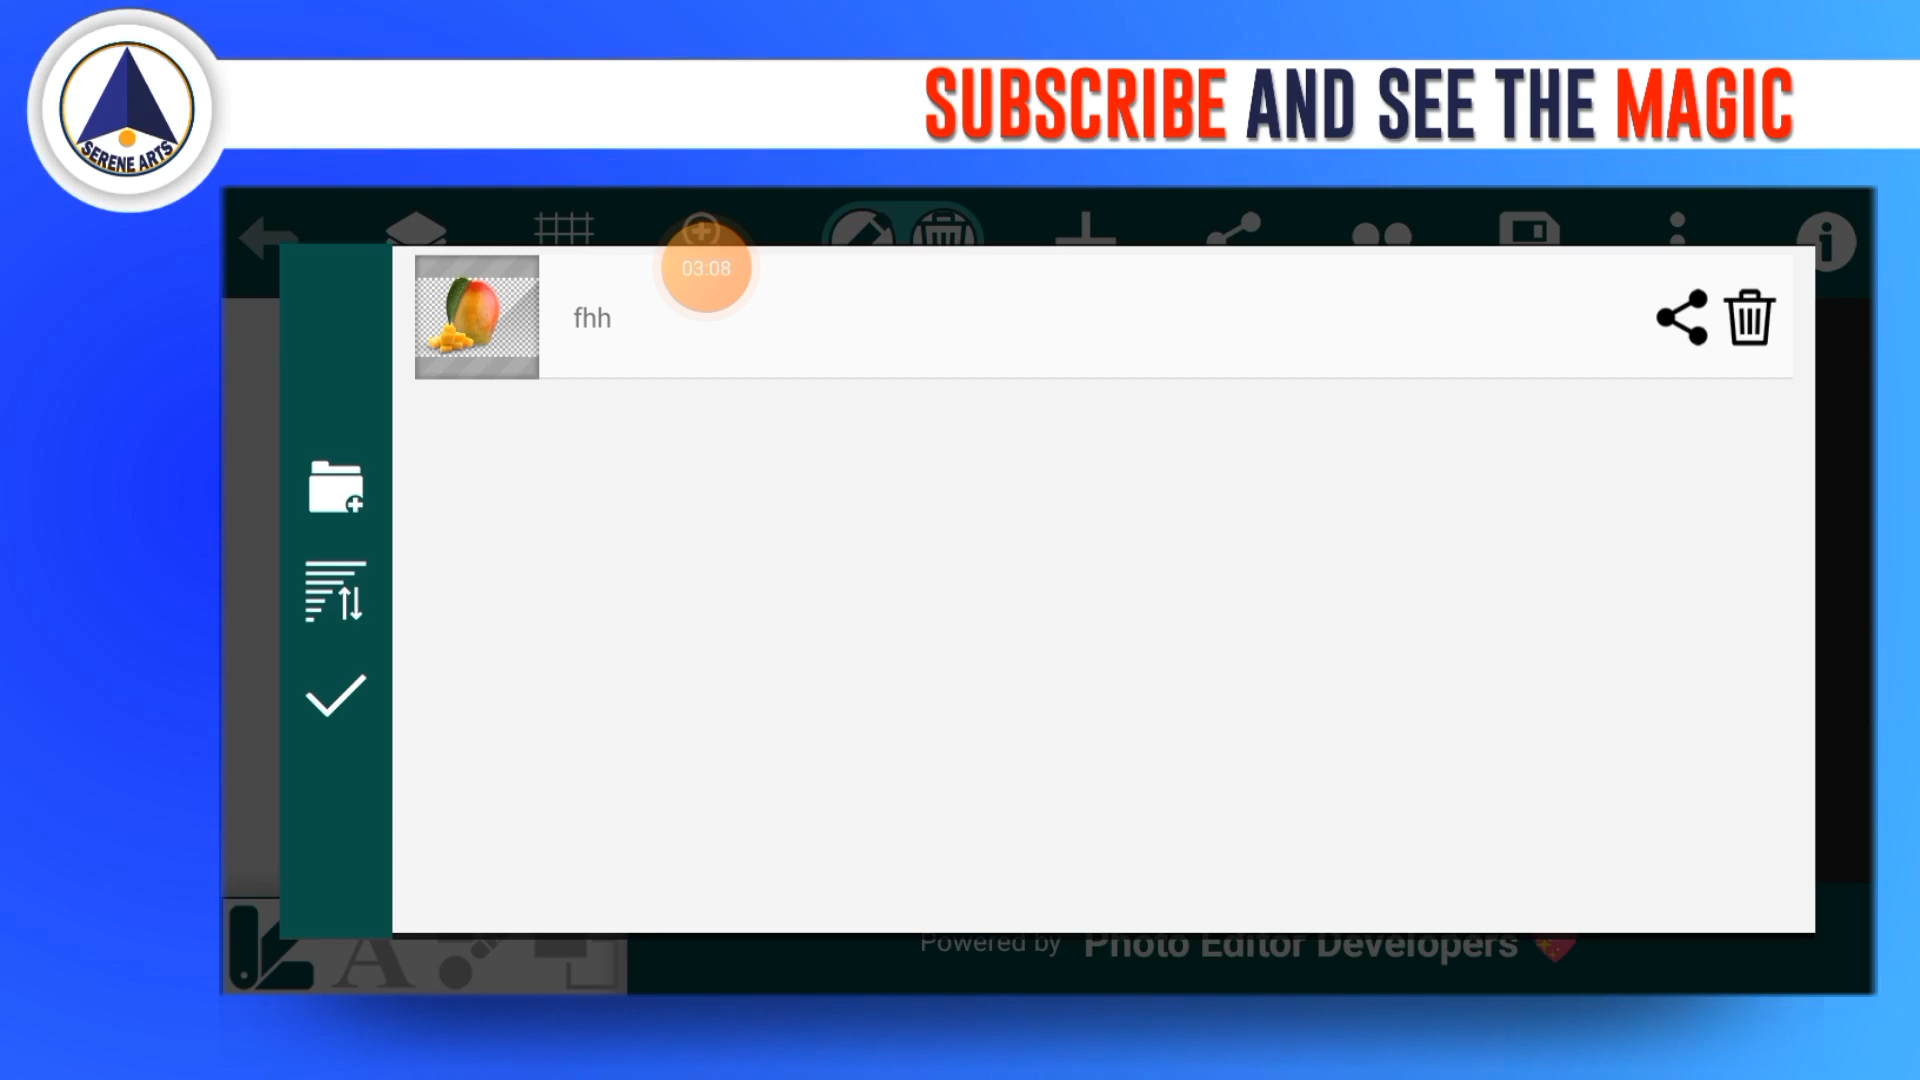 SUBSCRIBE AND SEE THE MAGIC
SERENE ARTS
03:08
fhh
A
Powered by Photo Editor Developers